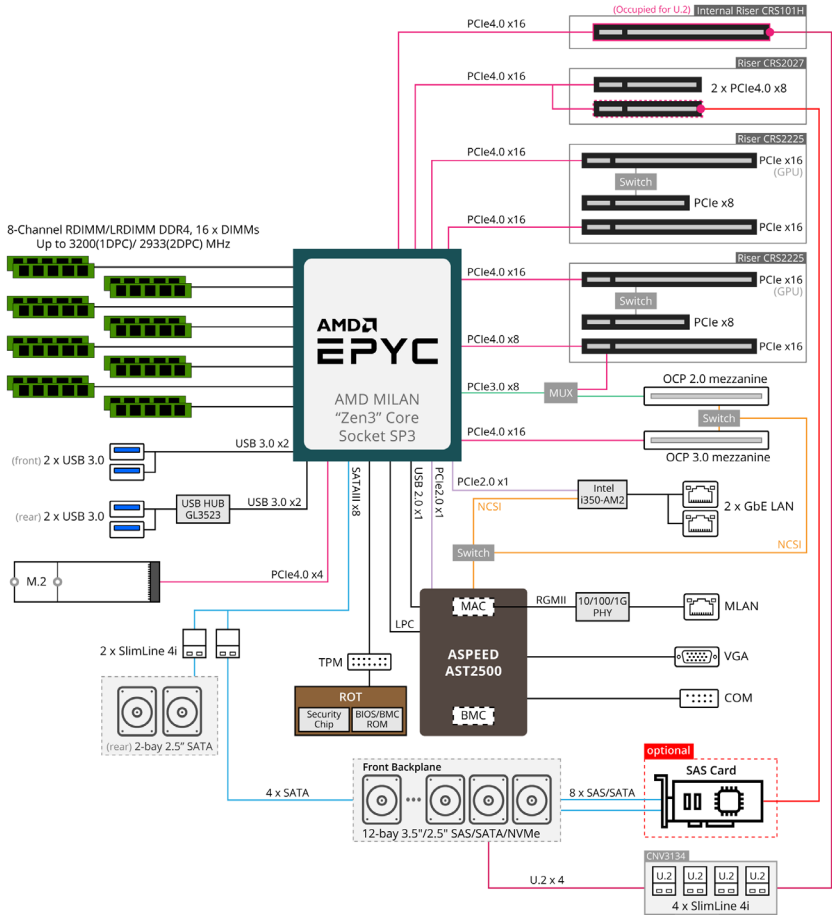 (Occupied for U.2) Internal Riser CRS101H
PCIe4.0 x16
Riser CRS2027
PCIe4.0 x16
2 x PCIe4.0 x8
Riser CRS2225
PCIe4.0 x16
PCIe x16
(GPU)
Switch
PCIe x8
PCIe4.0 x16
PCIe x16
8-Channel RDIMM/LRDIMM DDR4, 16 x DIMMs
Up to 3200(1DPC)/ 2933(2DPC) MHz
Riser CRS2225
PCIe4.0 x16
PCIe x16
(GPU)
Switch
PCIe x8
PCIe4.0 x8
PCIe x16
AMD
EPYC
AMD MILAN
“Zen3” Core
Socket SP3
PCIe3.0 x8
MUX
OCP 2.0 mezzanine
Switch
PCIe4.0 x16
OCP 3.0 mezzanine
USB 3.0 x2
(front) 2 x USB 3.0
SATAIII x8
USB 2.0 x1
PCIe2.0 x1
PCIe2.0 x1
Intel
i350-AM2
2 x GbE LAN
NCSI
(rear) 2 x USB 3.0
USB HUB
GL3523
USB 3.0 x2
Switch
NCSI
M.2
PCIe4.0 x4
MAC
RGMII
10/100/1G
PHY
MLAN
LPC
2 x SlimLine 4i
TPM
ASPEED
AST2500
VGA
ROT
Security
Chip
BIOS/BMC
ROM
BMC
COM
(rear) 2-bay 2.5” SATA
optional
Front Backplane
SAS Card
4 x SATA
8 x SAS/SATA
12-bay 3.5"/2.5" SAS/SATA/NVMe
CNV3134
U.2 U.2 U.2 U.2
U.2 x 4
4 x SlimLine 4i